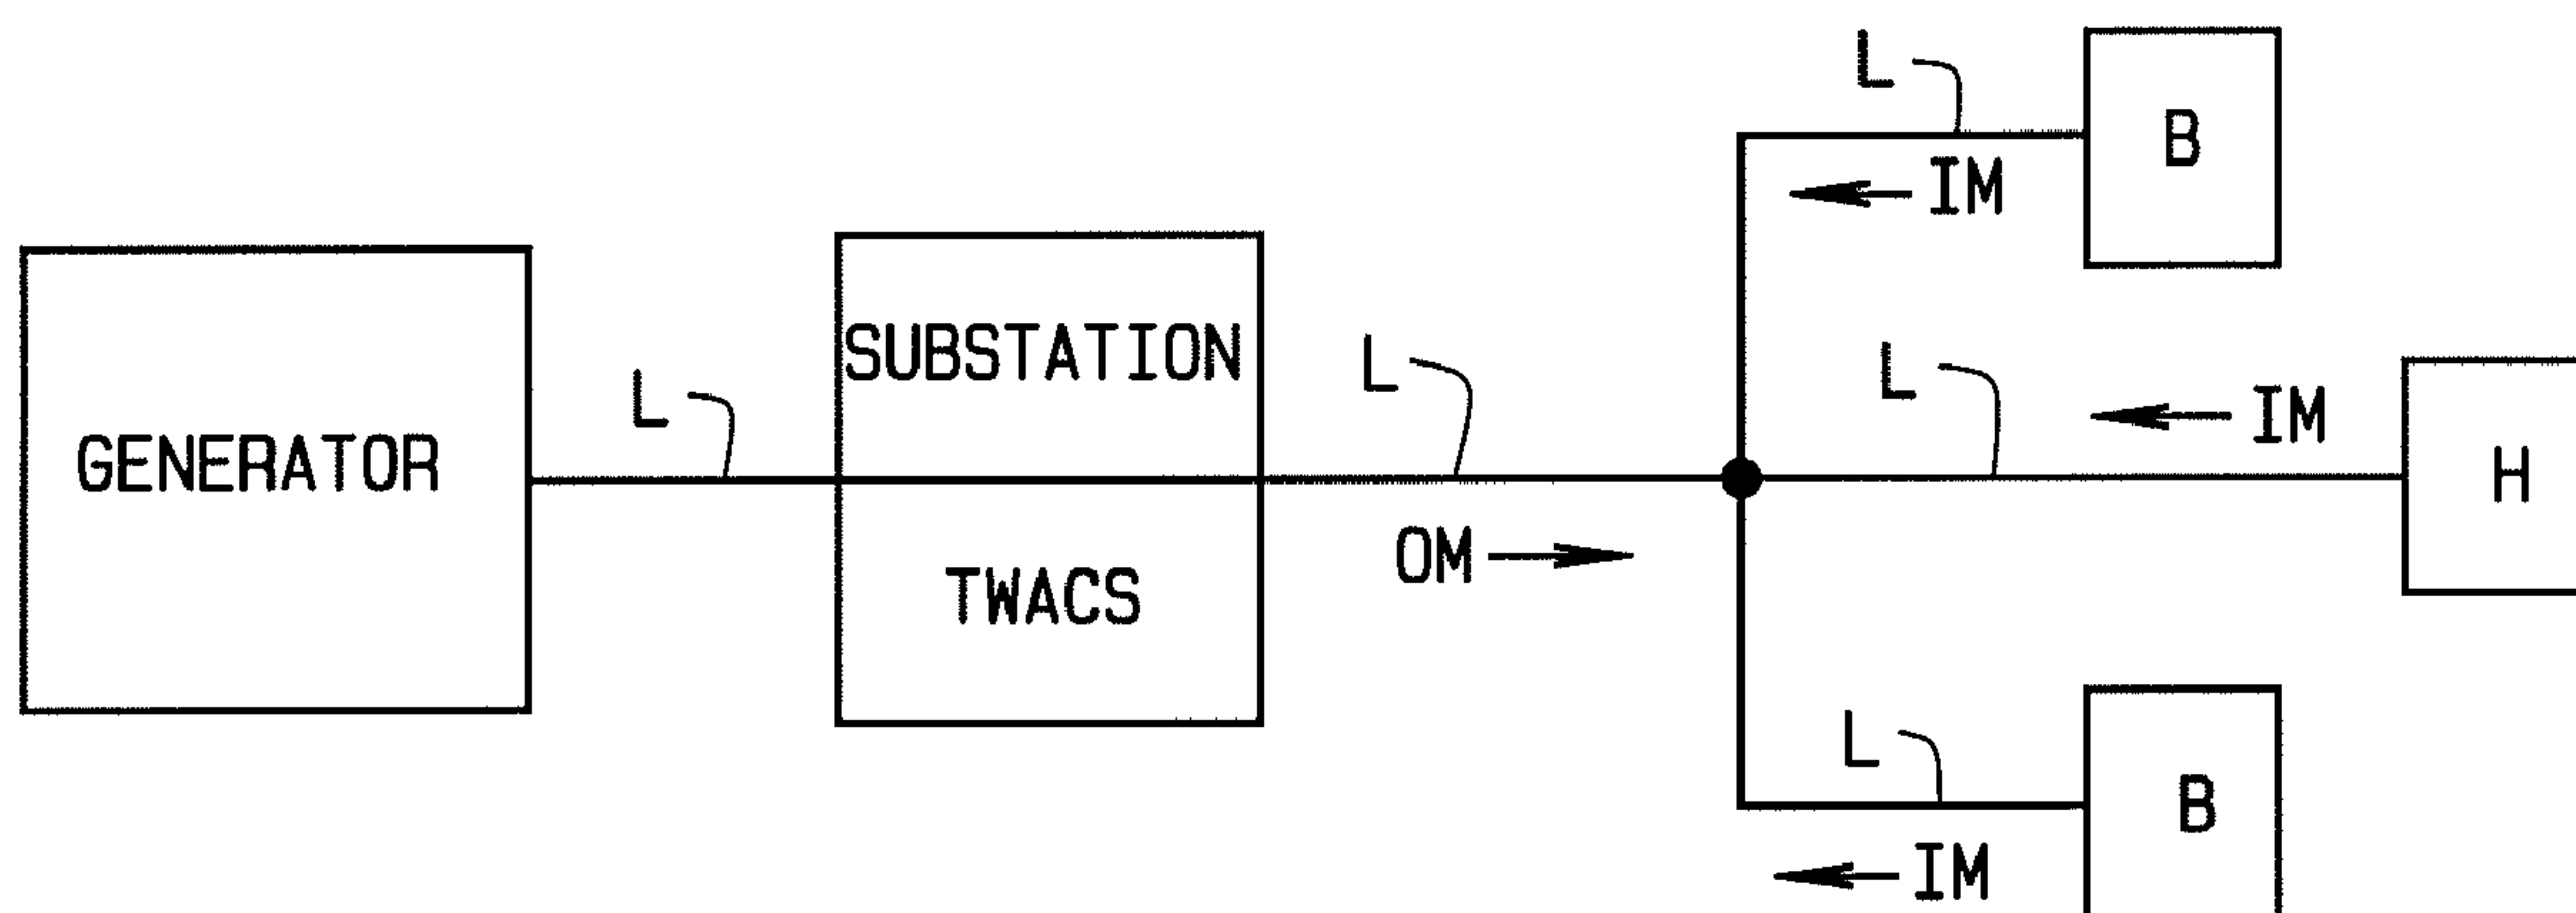 L
B
IM
GENERATOR
L
SUBSTATION
TWACS
L
OM
L
IM
H
L
B
IM